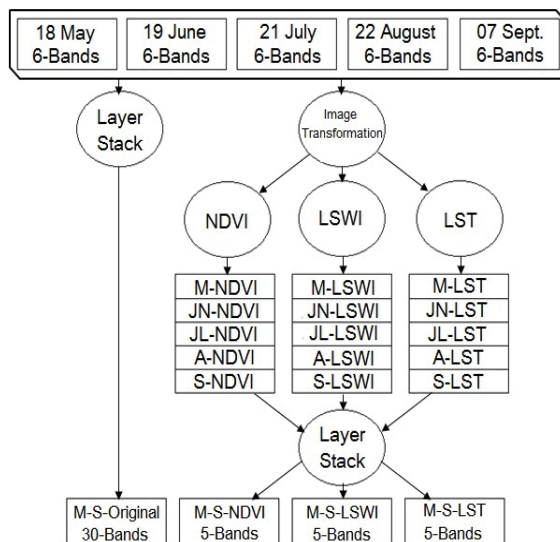 18 May
6-Bands
19 June
6-Bands
21 July
6-Bands
22 August
6-Bands
07 Sept.
6-Bands
Layer
Stack
Image
Transformation
NDVI
LSWI
LST
M-NDVI
JN-NDVI
JL-NDVI
A-NDVI
S-NDVI
M-LSWI
JN-LSWI
JL-LSWI
A-LSWI
S-LSWI
M-LST
JN-LST
JL-LST
A-LST
S-LST
Layer
Stack
M-S-Original
30-Bands
M-S-NDVI
5-Bands
M-S-LSWI
5-Bands
M-S-LST
5-Bands